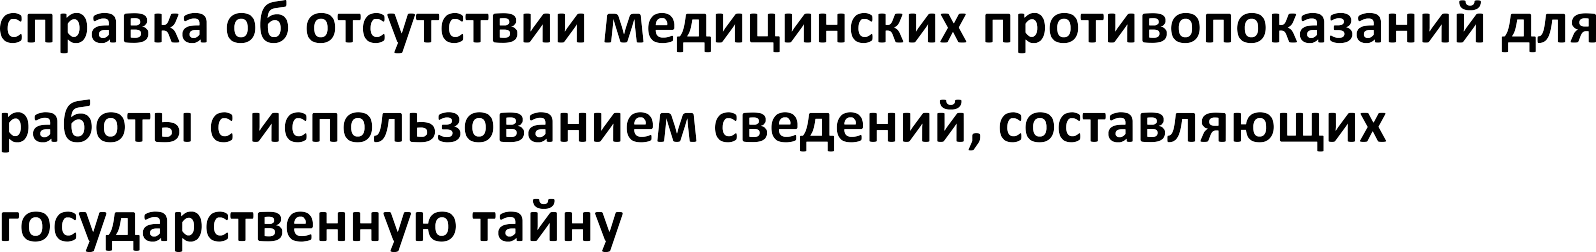 справка об отсутствии медицинских противопоказаний для
работы с использованием сведений, составляющих
государственную тайну